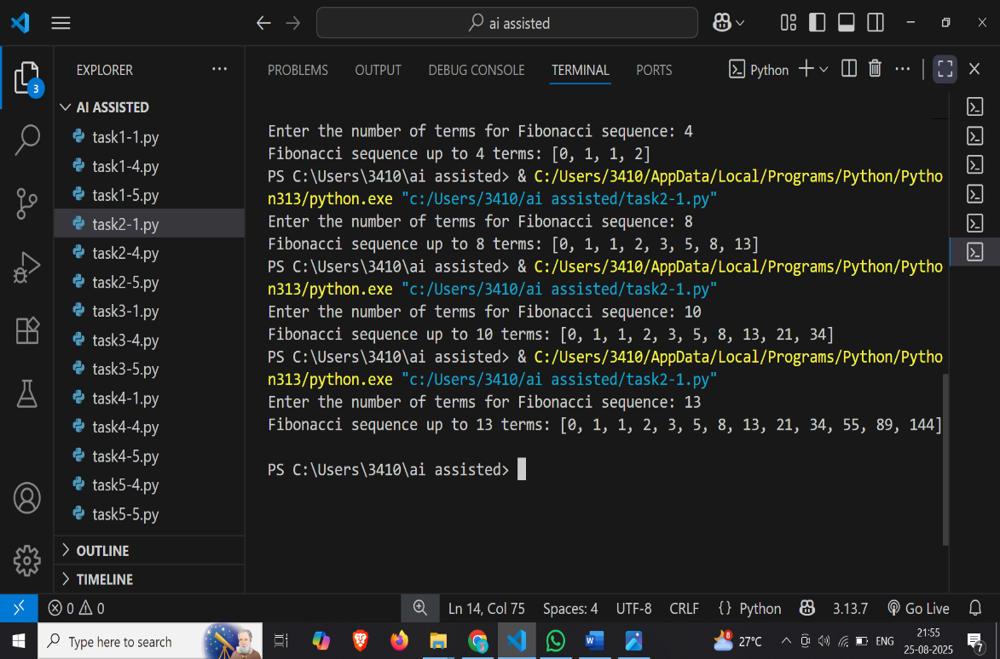 ai assisted
EXPLORER
PROBLEMS
OUTPUT
DEBUG CONSOLE
TERMINAL
PORTS
Python
3
AI ASSISTED
task1-1.py
task1-4.py
task1-5.py
task2-1.py
task2-4.py
task2-5.py
task3-1.py
task3-4.py
task3-5.py
task4-1.py
task4-4.py
task4-5.py
task5-4.py
task5-5.py
OUTLINE
TIMELINE
Enter the number of terms for Fibonacci sequence: 4
Fibonacci sequence up to 4 terms: [0, 1, 1, 2]
PS C:\Users\3410\ai assisted> & C:/Users/3410/AppData/Local/Programs/Python/Pytho
n313/python.exe "c:/Users/3410/ai assisted/task2-1.py"
Enter the number of terms for Fibonacci sequence: 8
Fibonacci sequence up to 8 terms: [0, 1, 1, 2, 3, 5, 8, 13]
PS C:\Users\3410\ai assisted> & C:/Users/3410/AppData/Local/Programs/Python/Pytho
n313/python.exe "c:/Users/3410/ai assisted/task2-1.py"
Enter the number of terms for Fibonacci sequence: 10
Fibonacci sequence up to 10 terms: [0, 1, 1, 2, 3, 5, 8, 13, 21, 34]
PS C:\Users\3410\ai assisted> & C:/Users/3410/AppData/Local/Programs/Python/Pytho
n313/python.exe "c:/Users/3410/ai assisted/task2-1.py"
Enter the number of terms for Fibonacci sequence: 13
Fibonacci sequence up to 13 terms: [0, 1, 1, 2, 3, 5, 8, 13, 21, 34, 55, 89, 144]
PS C:\Users\3410\ai assisted>
0 0
Ln 14, Col 75
Spaces: 4
UTF-8
CRLF
{} Python
3.13.7
Go Live
Type here to search
8
27°C
ENG
21:55
25-08-2025
7